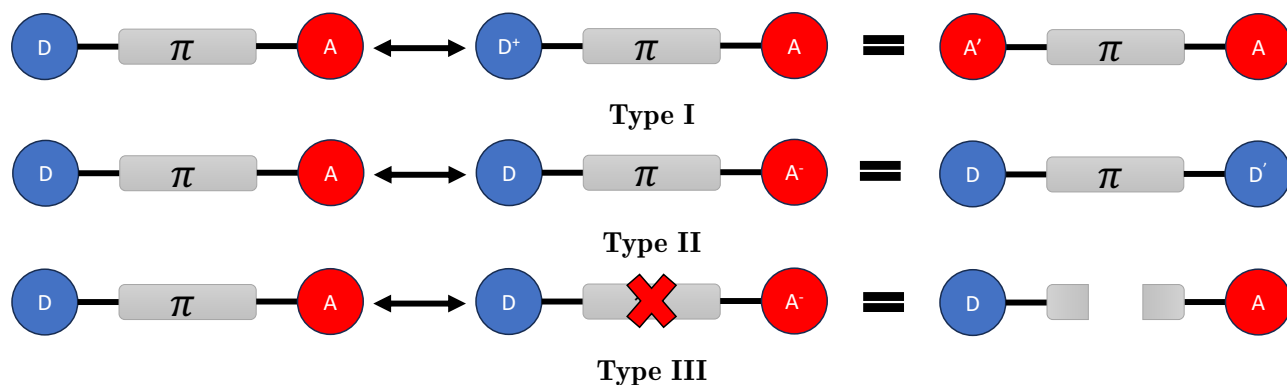 D π A D⁺ π A = A’ π A
Type I
D π A D π A⁻ = D π D’
Type II
D π A D A⁻ = D A
Type III